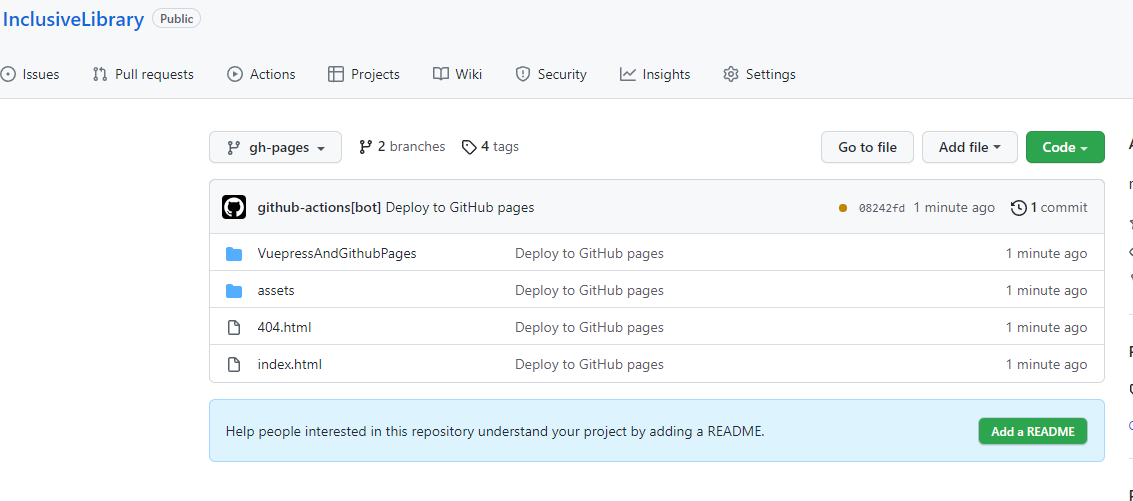 InclusiveLibrary Public
Issues Pull requests Actions Projects Wiki Security Insights Settings
gh-pages 2 branches 4 tags Go to file Add file Code
github-actions[bot] Deploy to GitHub pages 08242fd 1 minute ago 1 commit
VuepressAndGithubPages Deploy to GitHub pages 1 minute ago
assets Deploy to GitHub pages 1 minute ago
404.html Deploy to GitHub pages 1 minute ago
index.html Deploy to GitHub pages 1 minute ago
Help people interested in this repository understand your project by adding a README. Add a README